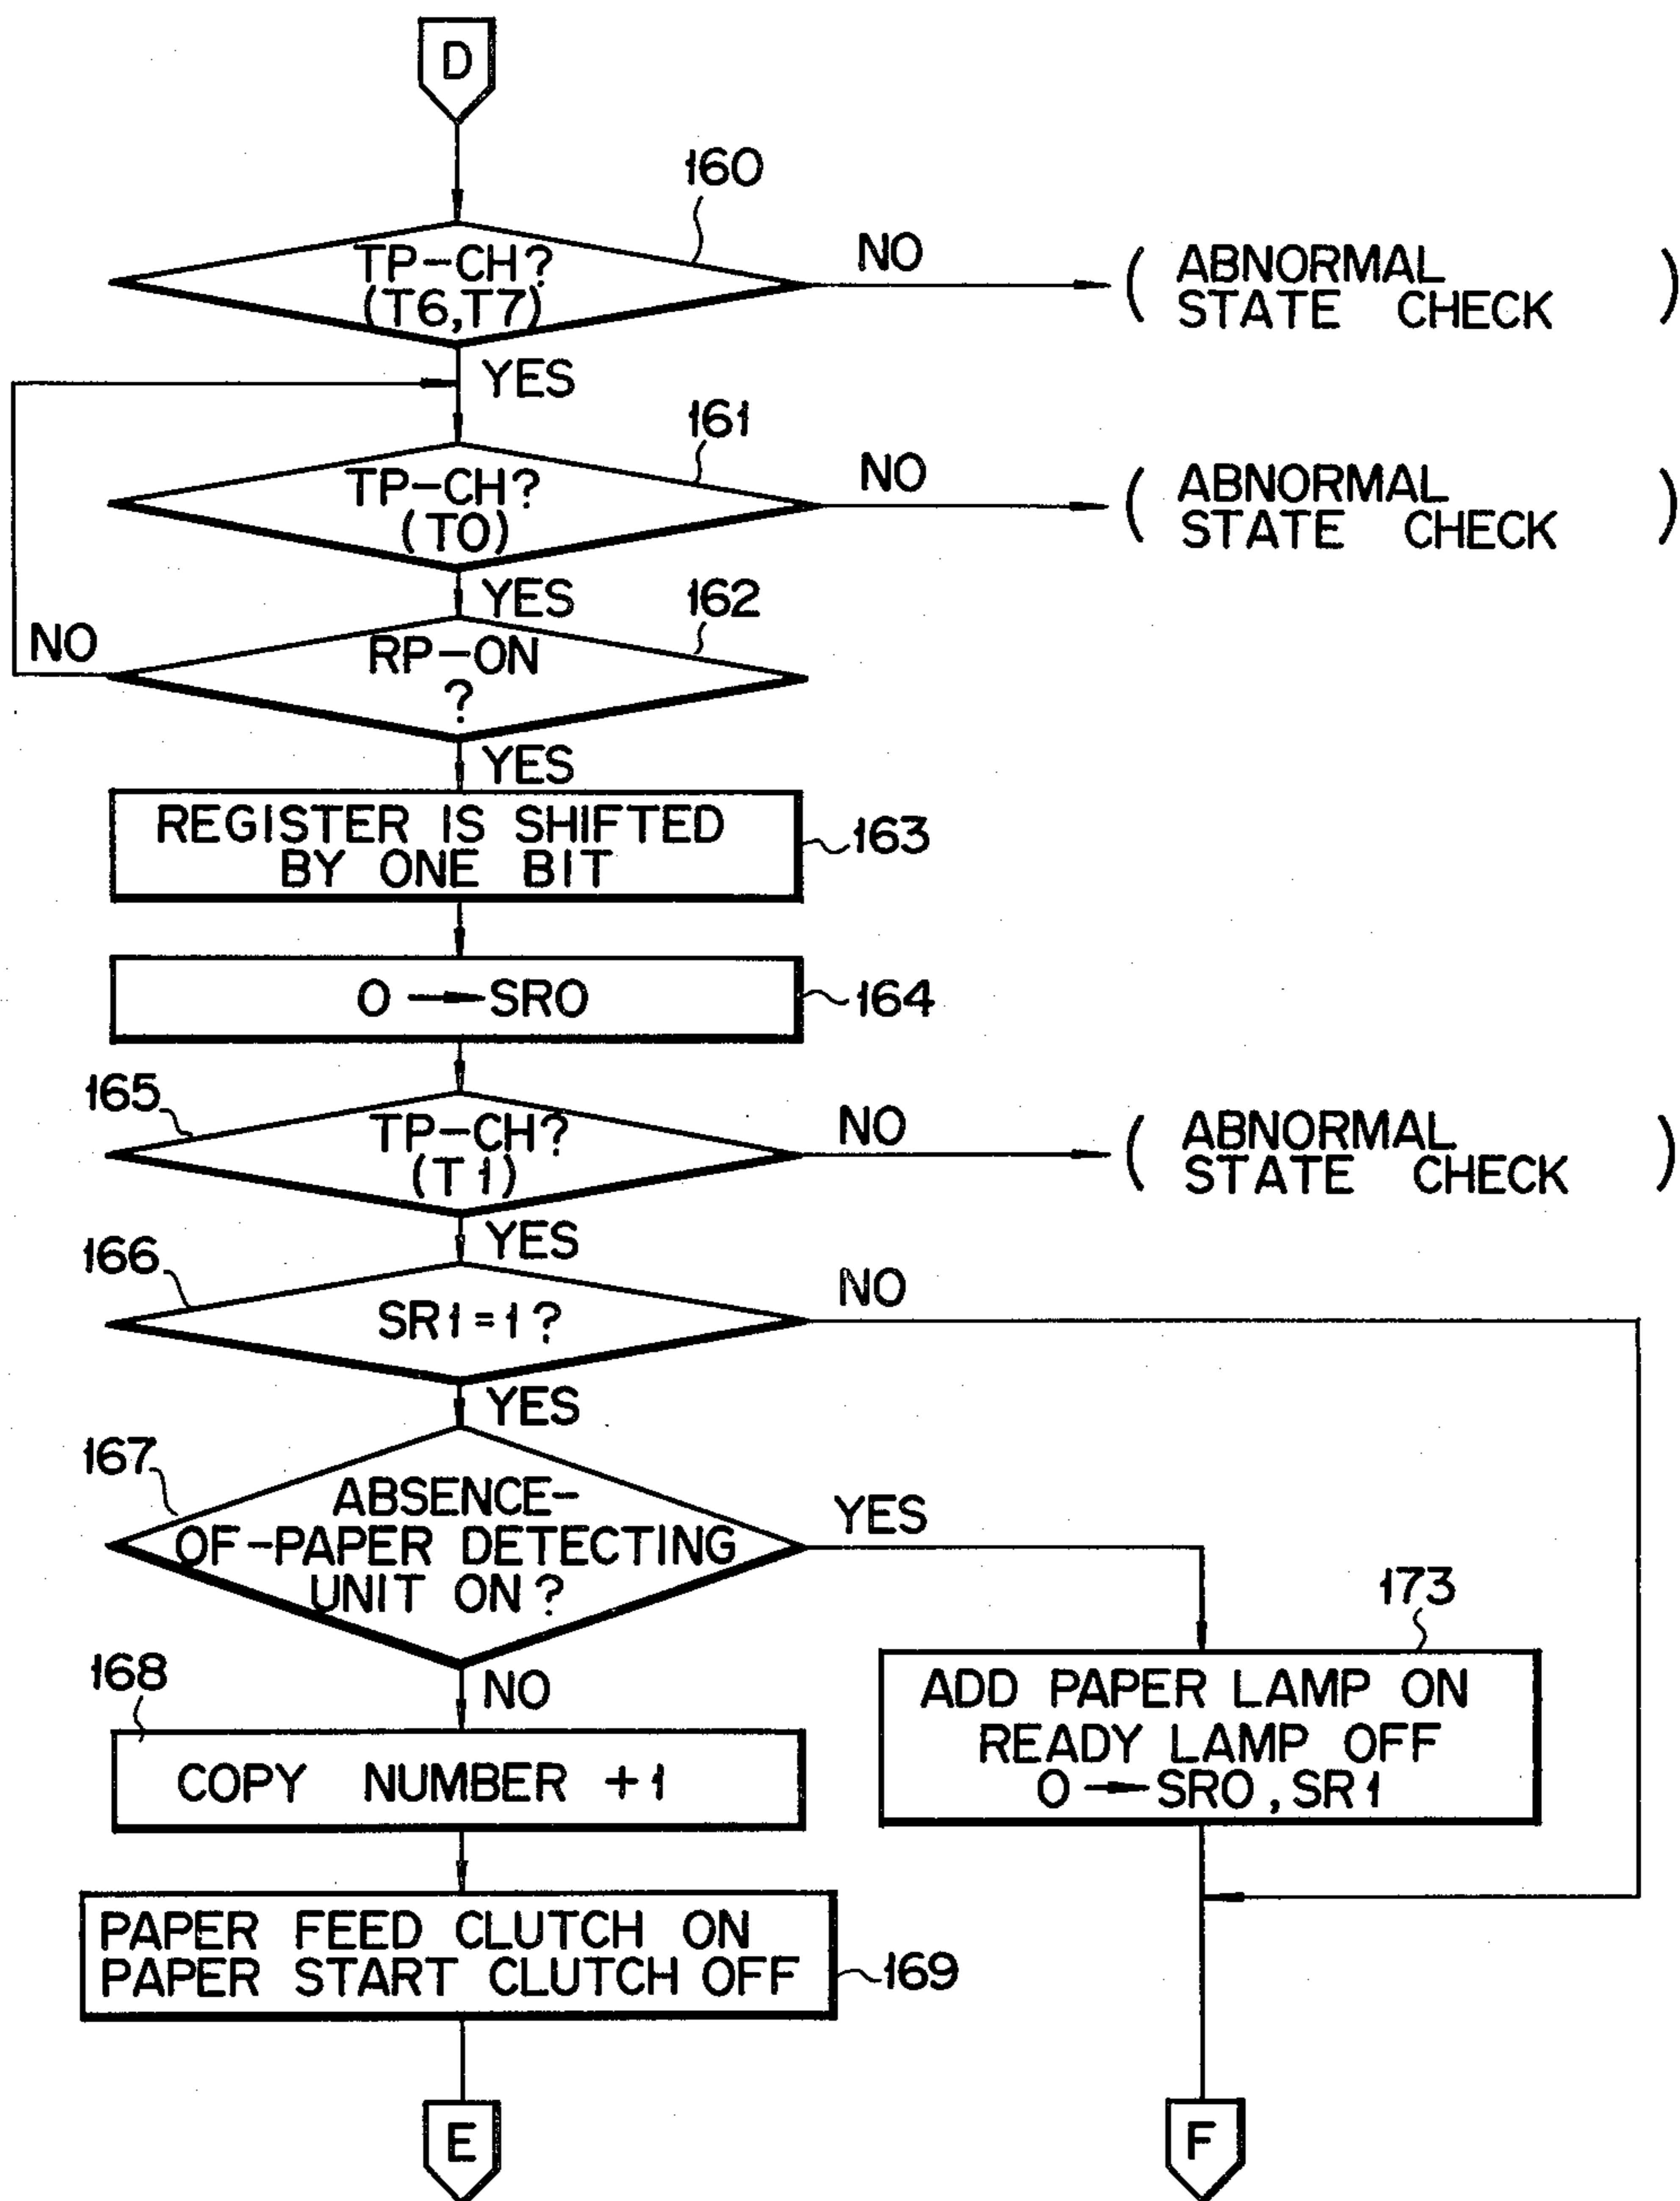 D
160
TP-CH?
(T6,T7)
NO
( ABNORMAL
STATE CHECK )
YES
161
TP-CH?
(T0)
NO
( ABNORMAL
STATE CHECK )
YES
162
NO
RP-ON
?
YES
REGISTER IS SHIFTED
BY ONE BIT
163
0 → SR0
164
165
TP-CH?
(T1)
NO
( ABNORMAL
STATE CHECK )
YES
166
SR1=1?
NO
YES
167
ABSENCE-
OF-PAPER DETECTING
UNIT ON?
YES
NO
173
ADD PAPER LAMP ON
READY LAMP OFF
0 → SR0, SR1
168
COPY NUMBER +1
PAPER FEED CLUTCH ON
PAPER START CLUTCH OFF
169
E
F